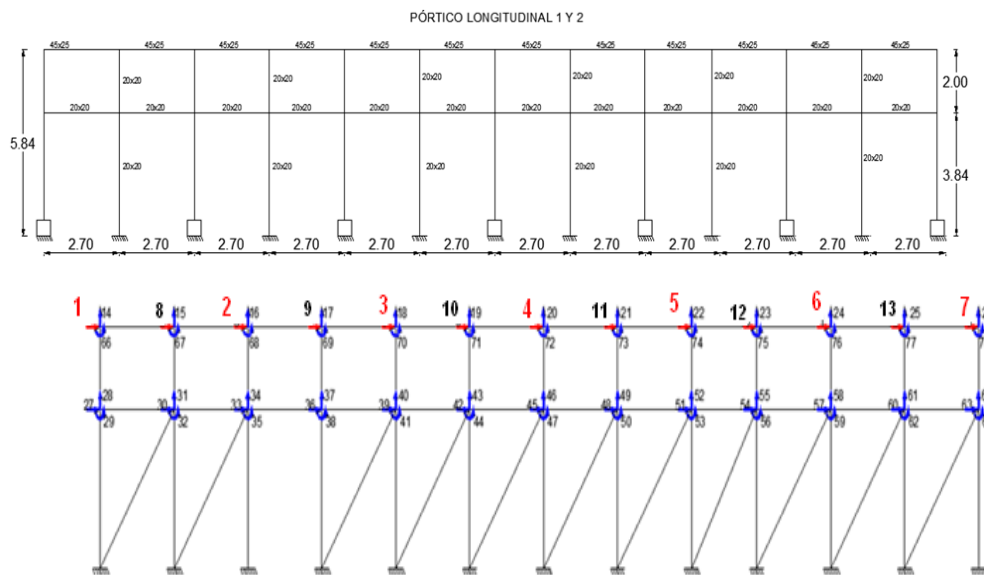 PÓRTICO LONGITUDINAL 1 Y 2
45x25 45x25 45x25 45x25 45x25 45x25 45x25 45x25 45x25 45x25 45x25 45x25
20x20 20x20 20x20 20x20 20x20 20x20 2.00
20x20 20x20 20x20 20x20 20x20 20x20 20x20 20x20 20x20 20x20 20x20 20x20
5.84
20x20 20x20 20x20 20x20 20x20 20x20 3.84
2.70 2.70 2.70 2.70 2.70 2.70 2.70 2.70 2.70 2.70 2.70 2.70
1 14 8 15 2 16 9 17 3 18 10 19 4 20 11 21 5 22 12 23 6 24 13 25 7
66 67 68 69 70 71 72 73 74 75 76 77
28 31 34 37 40 43 46 49 52 55 58 61
27 30 33 36 39 42 45 48 51 54 57 60 63
29 32 35 38 41 44 47 50 53 56 59 62